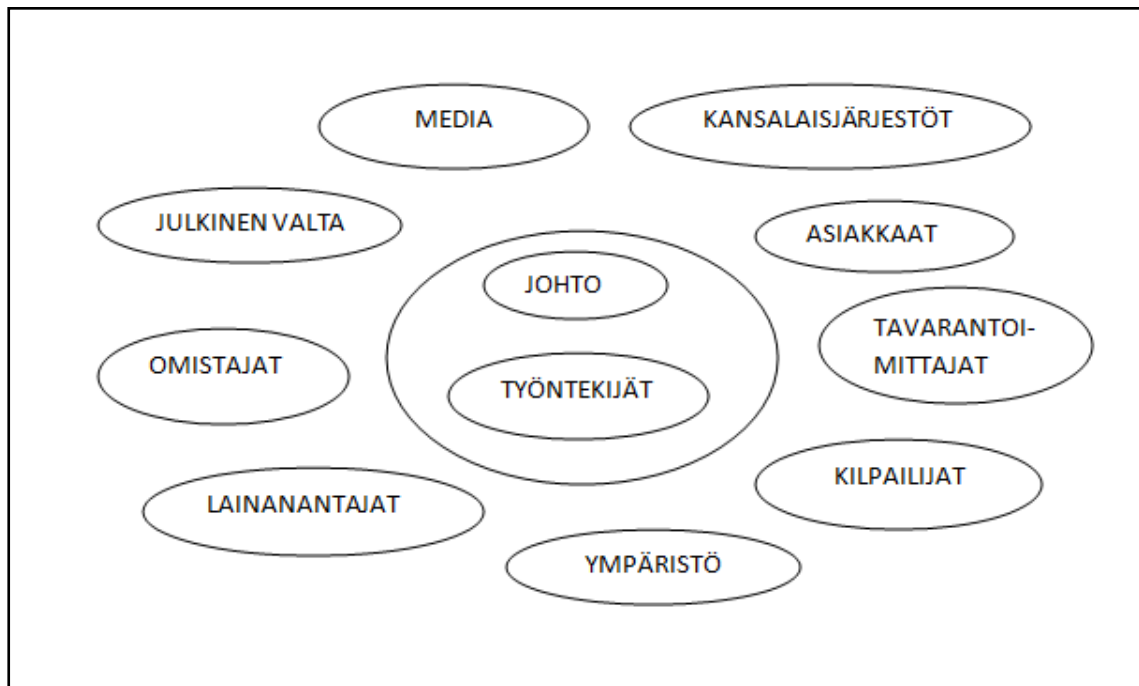 MEDIA
KANSALAISJÄRJESTÖT
JULKINEN VALTA
ASIAKKAAT
JOHTO
TAVARANTOI-
MITTAJAT
OMISTAJAT
TYÖNTEKIJÄT
KILPAILIJAT
LAINANANTAJAT
YMPÄRISTÖ